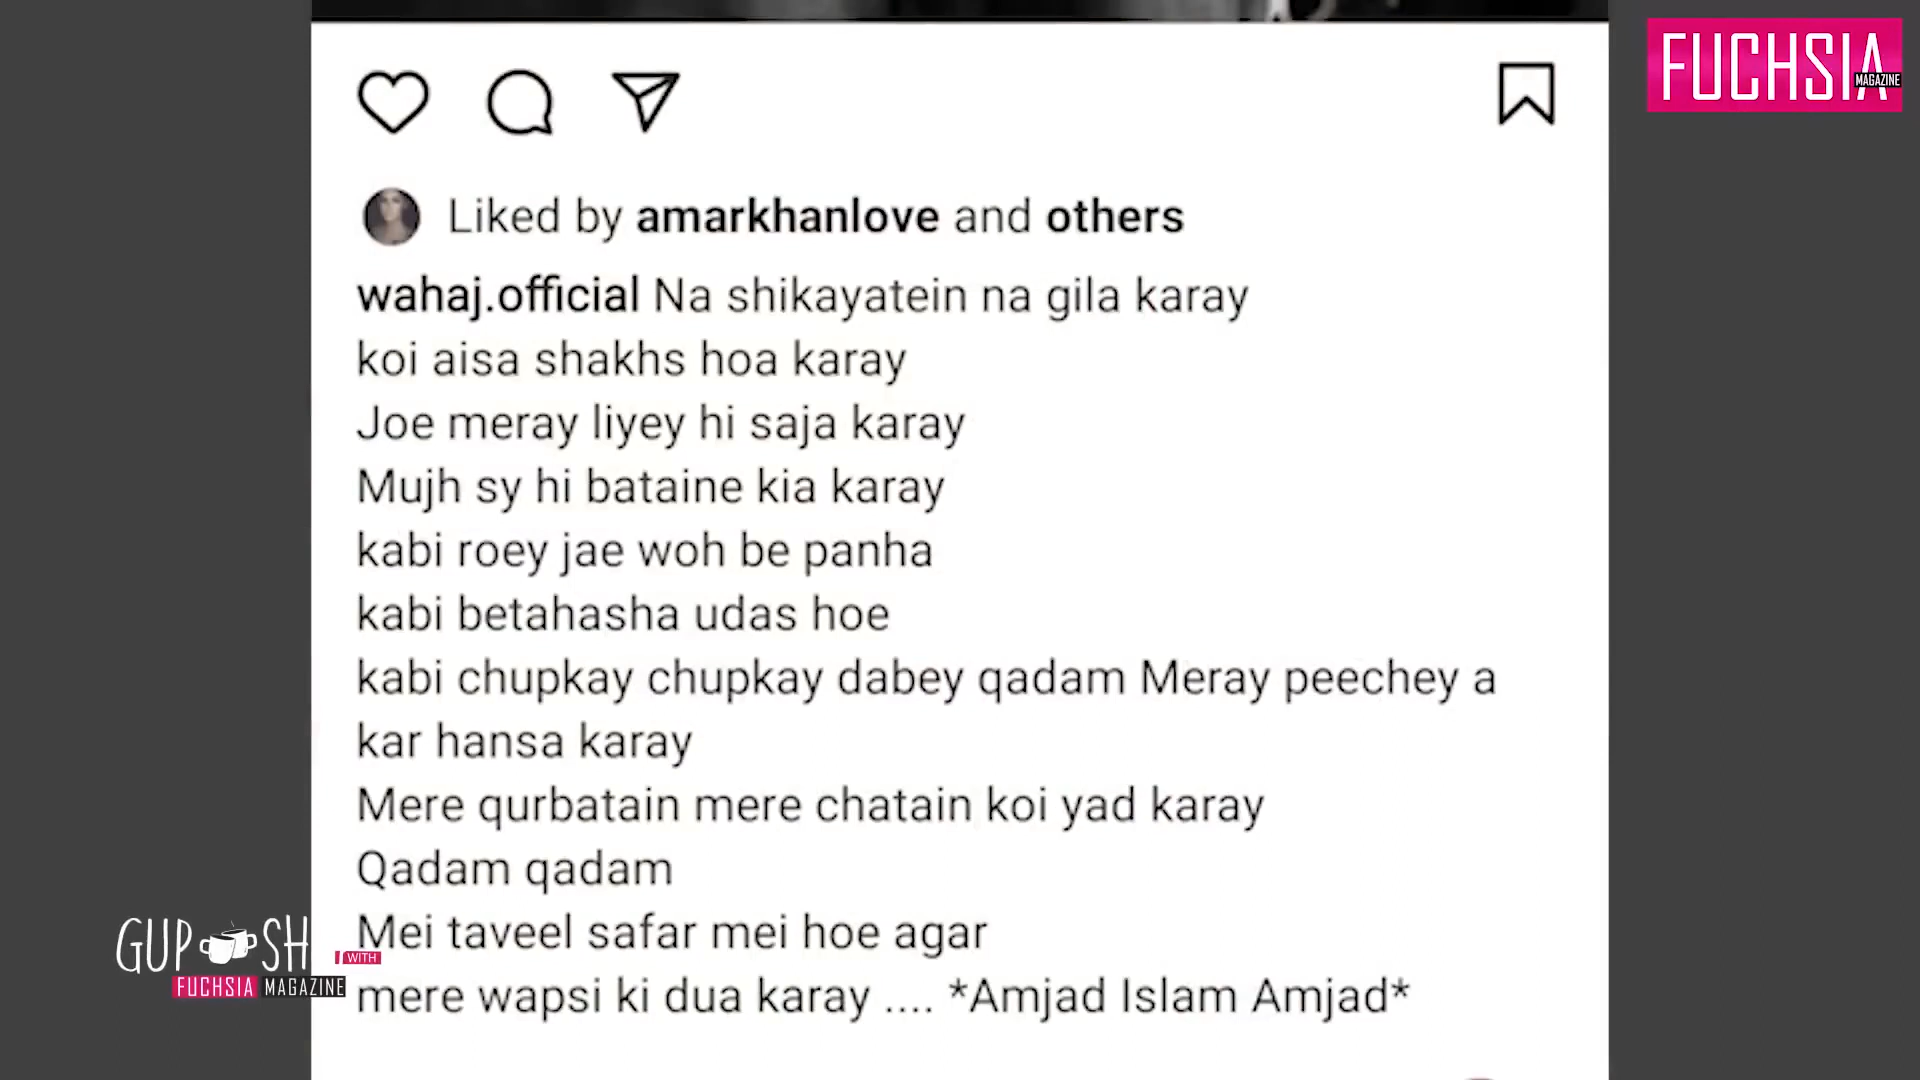 FUCHSIA
MAGAZINE
Liked by amarkhanlove and others
wahaj.official Na shikayatein na gila karay
koi aisa shakhs hoa karay
Joe meray liyey hi saja karay
Mujh sy hi bataine kia karay
kabi roey jae woh be panha
kabi betahasha udas hoe
kabi chupkay chupkay dabey qadam Meray peechey a
kar hansa karay
Mere qurbatain mere chatain koi yad karay
Qadam qadam
Mei taveel safar mei hoe agar
mere wapsi ki dua karay .... *Amjad Islam Amjad*
GUP SH
WITH
FUCHSIA MAGAZINE